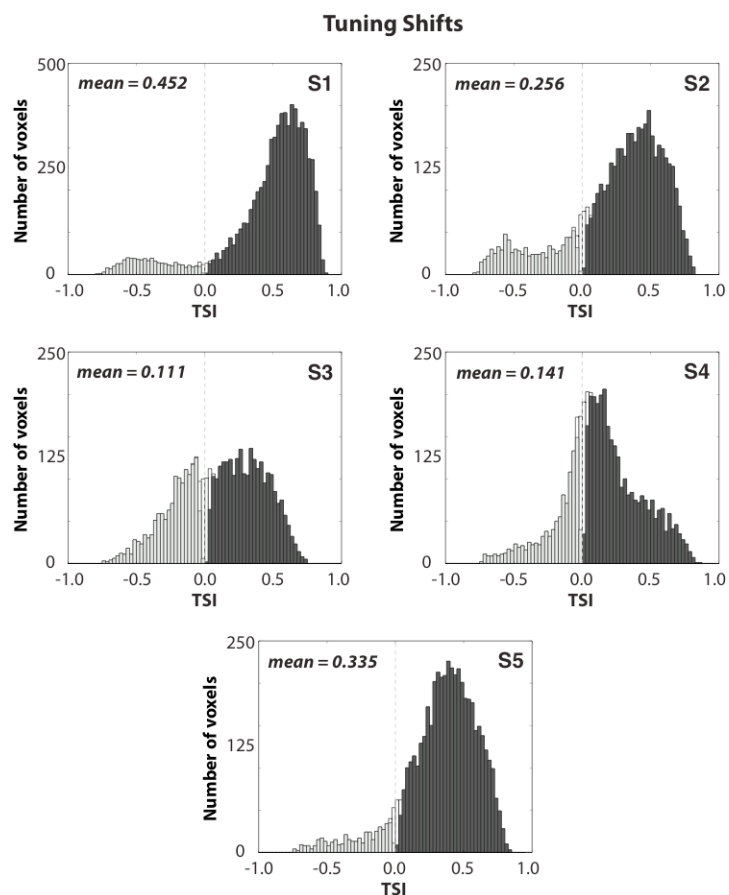 Tuning Shifts
mean = 0.452
S1
Number of voxels
500
250
0
-1.0
-0.5
0.0
0.5
1.0
TSI
mean = 0.256
S2
Number of voxels
250
125
0
-1.0
-0.5
0.0
0.5
1.0
TSI
mean = 0.111
S3
Number of voxels
250
125
0
-1.0
-0.5
0.0
0.5
1.0
TSI
mean = 0.141
S4
Number of voxels
250
125
0
-1.0
-0.5
0.0
0.5
1.0
TSI
mean = 0.335
S5
Number of voxels
250
125
0
-1.0
-0.5
0.0
0.5
1.0
TSI